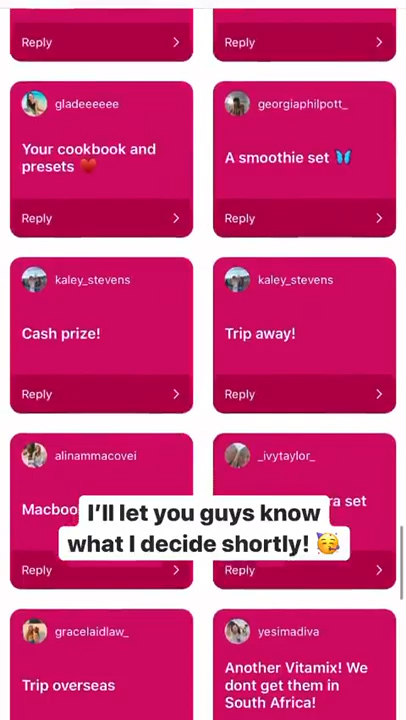 Reply
Reply
gladeeeeee
georgiaphilpott_
Your cookbook and
presets ❤️
A smoothie set 🦋
Reply
Reply
kaley_stevens
kaley_stevens
Cash prize!
Trip away!
Reply
Reply
alinammacovei
_ivytaylor_
set
I'll let you guys know
what I decide shortly! 🥳
Reply
Reply
gracelaidlaw_
yesimadiva
Trip overseas
Another Vitamix! We
dont get them in
South Africa!